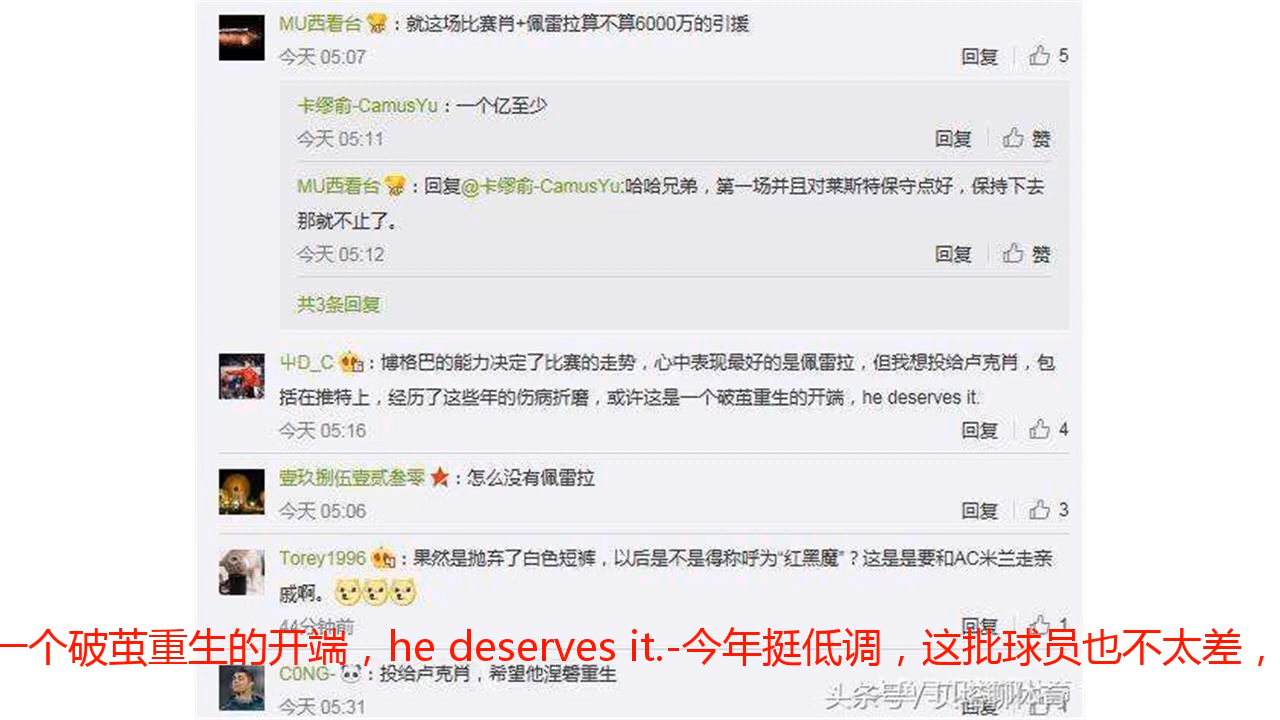 MU西看台：就这场比赛肖+佩雷拉算不算6000万的引援
今天 05:07
回复 5
卡缪俞-CamusYu：一个亿至少
今天 05:11
回复 赞
MU西看台：回复@卡缪俞-CamusYu:哈哈兄弟，第一场并且对莱斯特保守点好，保持下去
那就不止了。
今天 05:12
回复 赞
共3条回复
屮D_C：博格巴的能力决定了比赛的走势，心中表现最好的是佩雷拉，但我想投给卢克肖，包
括在推特上，经历了这些年的伤病折磨，或许这是一个破茧重生的开端，he deserves it.
今天 05:16
回复 4
壹玖捌伍壹贰叁零：怎么没有佩雷拉
今天 05:06
回复 3
Torey1996：果然是抛弃了白色短裤，以后是不是得称呼为“红黑魔”？这是是要和AC米兰走亲
戚啊。
44分钟前
回复 1
一个破茧重生的开端，he deserves it.-今年挺低调，这批球员也不太差，
C0NG-：投给卢克肖，希望他涅磐重生
今天 05:31
回复 1